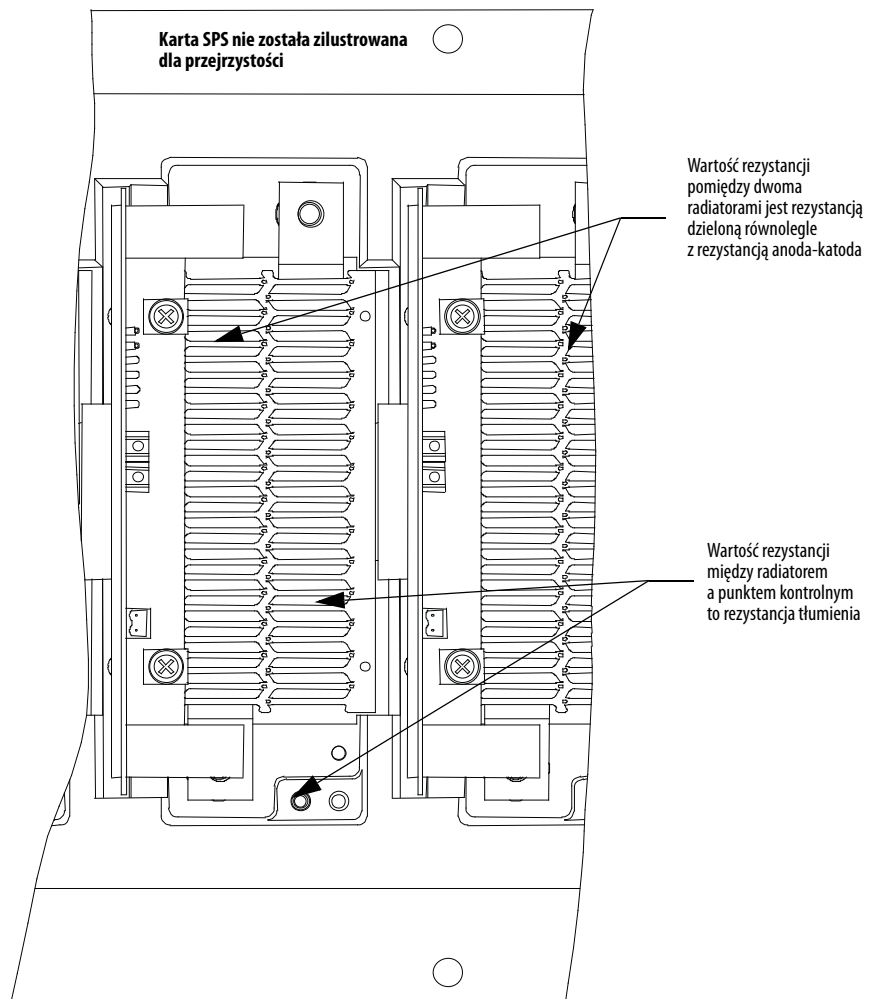 Karta SPS nie została zilustrowana
dla przejrzystości
Wartość rezystancji
pomiędzy dwoma
radiatorami jest rezystancją
dzieloną równolegle
z rezystancją anoda-katoda
Wartość rezystancji
między radiatorem
a punktem kontrolnym
to rezystancja tłumienia